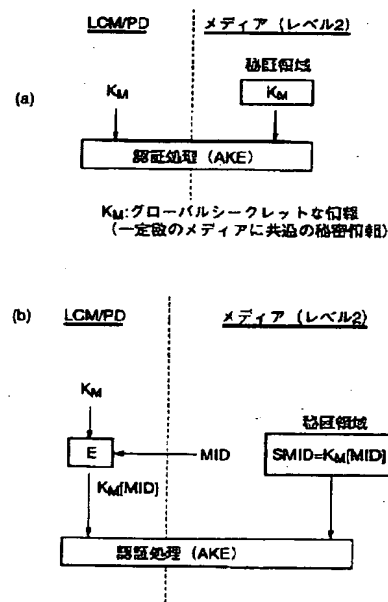 LCM/PD
メディア (レベル2)
秘匿領域
(a)
KM
KM
認証処理 (AKE)
KM:グローバルシークレットな情報
(一定数のメディアに共通の秘密情報)
(b)
LCM/PD
メディア (レベル2)
KM
秘匿領域
E
MID
SMID=KM[MID]
KM[MID]
認証処理 (AKE)